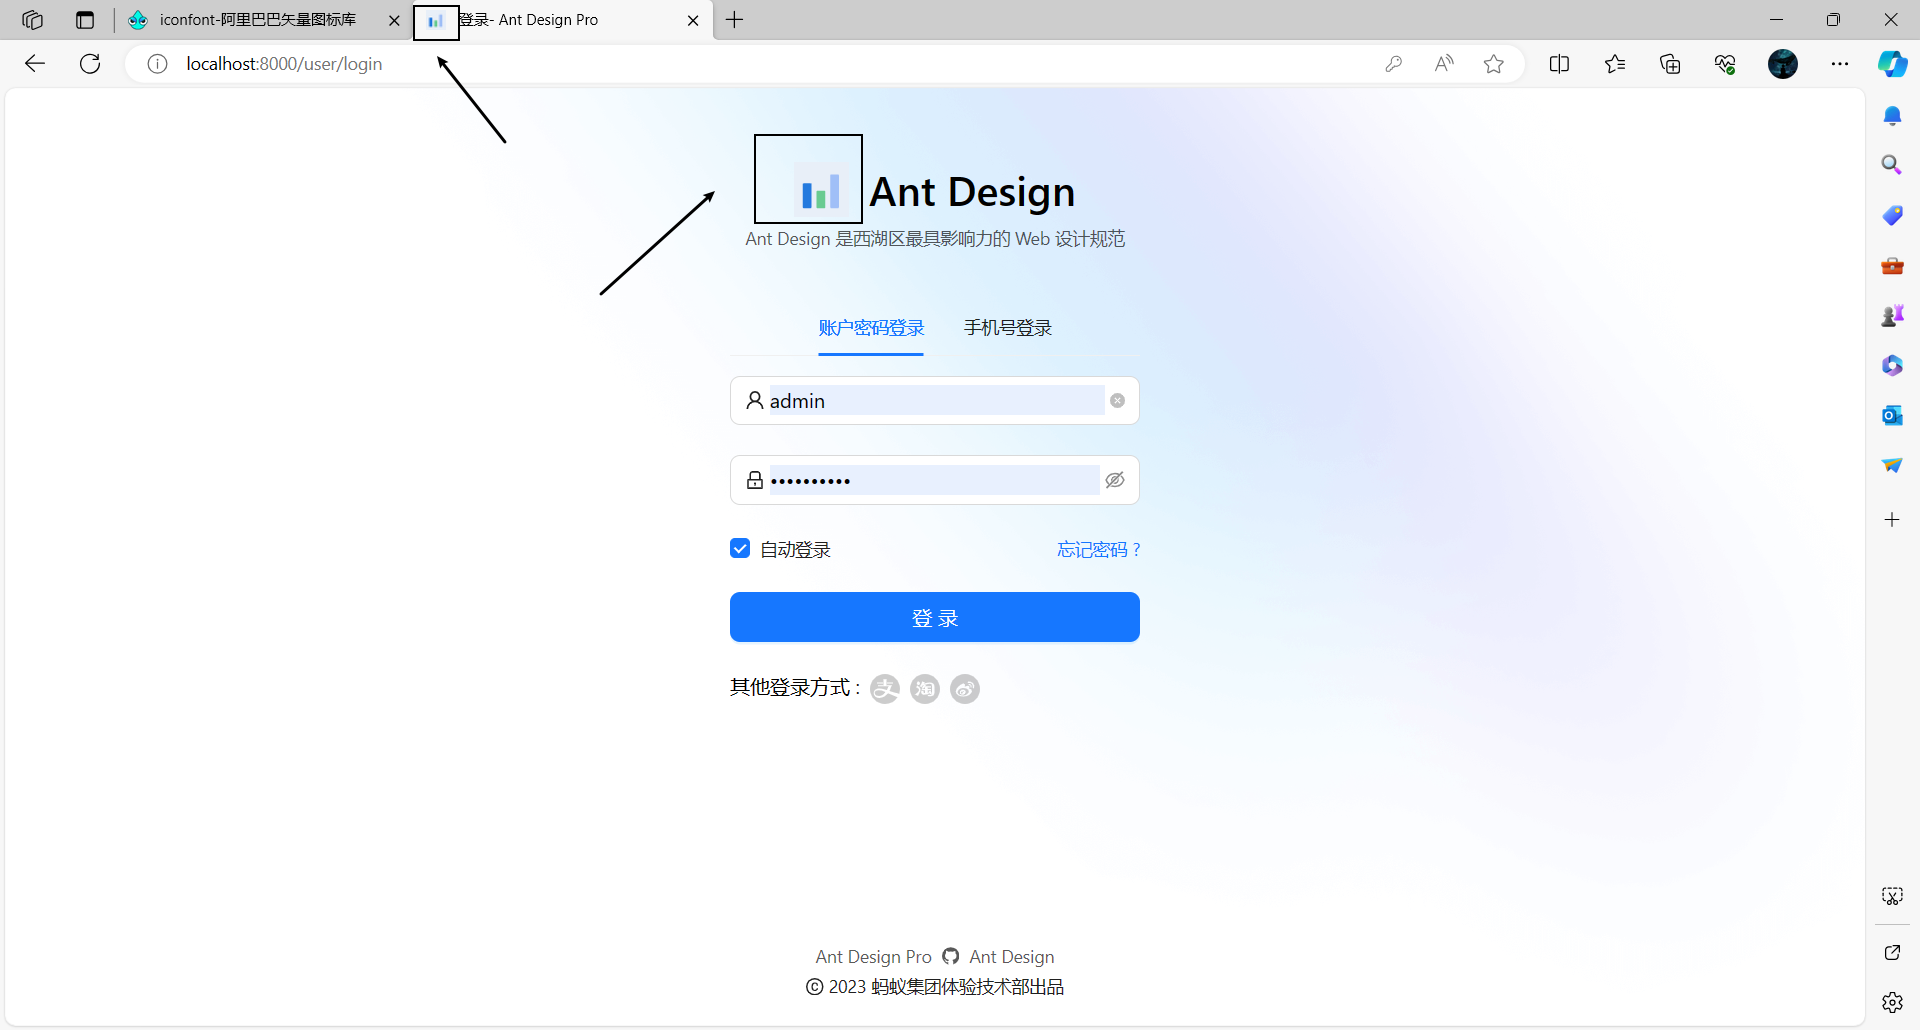 iconfont-阿里巴巴矢量图标库
登录- Ant Design Pro
localhost:8000/user/login
Ant Design
Ant Design 是西湖区最具影响力的 Web 设计规范
账户密码登录 手机号登录
admin
••••••••••
自动登录 忘记密码 ?
登 录
其他登录方式 : 支 淘
Ant Design Pro Ant Design
© 2023 蚂蚁集团体验技术部出品